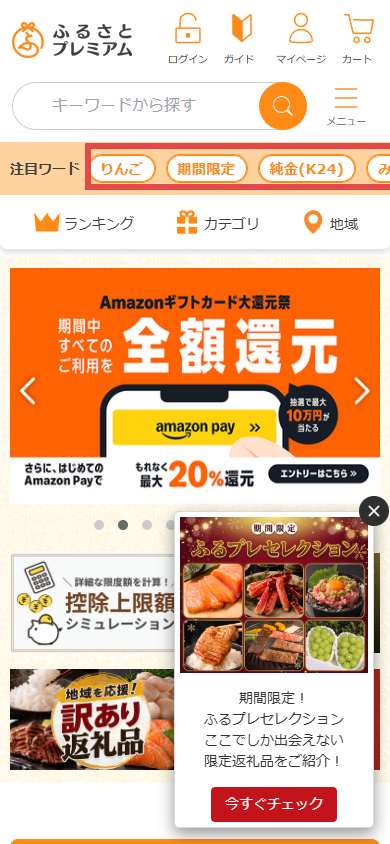 ふるさと
プレミアム
ログイン
ガイド
マイページ
カート
キーワードから探す
メニュー
注目ワード
りんご
期間限定
純金(K24)
み
ランキング
カテゴリ
地域
Amazonギフトカード大還元祭
期間中
すべての
ご利用を
全額還元
抽選で最大
10万円が
当たる
amazon pay
さらに、はじめての
Amazon Payで
もれなく
最大20%還元
エントリーはこちら
期間限定
ふるプレセレクション
＼詳細な限度額を計算！
控除上限額
シミュレーション
地域を応援!
訳あり
返礼品
期間限定！
ふるプレセレクション
ここでしか出会えない
限定返礼品をご紹介！
今すぐチェック